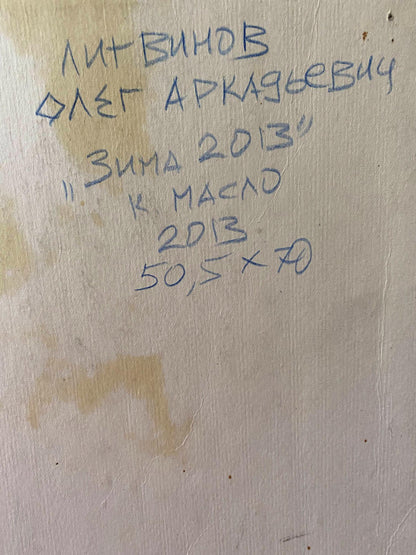 ЛИТВИНОВ
ОЛЕГ АРКАДЬЕВИЧ
„ЗИМА 2013"
К. МАСЛО
2013
50,5 х 70